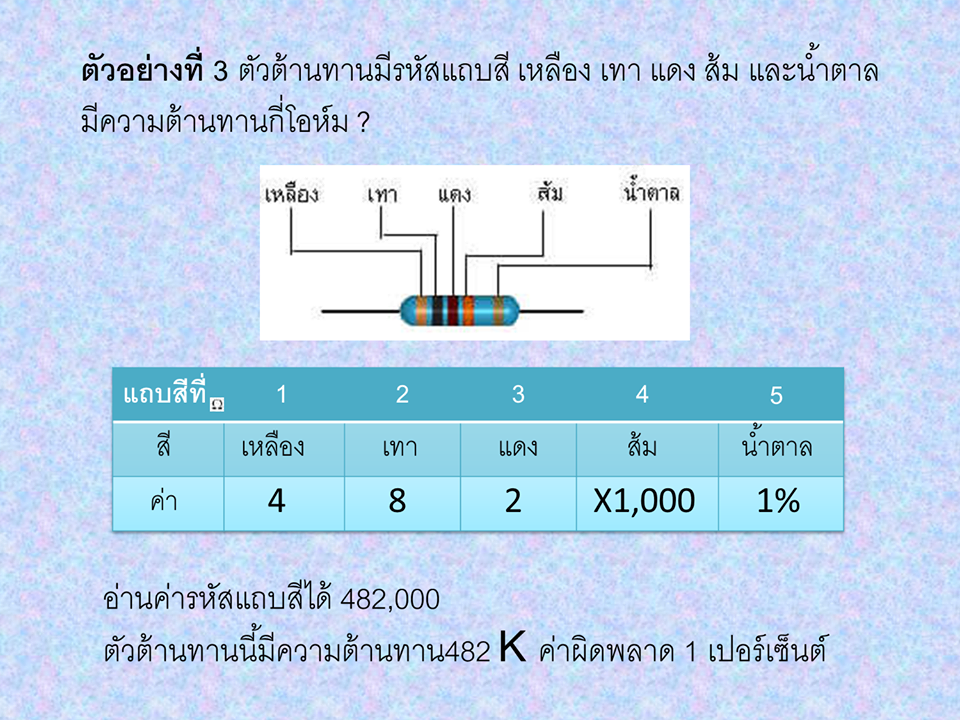 ตัวอย่างที่ 3 ตัวต้านทานมีรหัสแถบสี เหลือง เทา แดง ส้ม และน้ำตาล
มีความต้านทานกี่โอห์ม ?
เหลือง เทา แดง ส้ม น้ำตาล
แถบสีที่ Ω 1 2 3 4 5
สี เหลือง เทา แดง ส้ม น้ำตาล
ค่า 4 8 2 X1,000 1%
อ่านค่ารหัสแถบสีได้ 482,000
ตัวต้านทานนี้มีความต้านทาน482 K ค่าผิดพลาด 1 เปอร์เซ็นต์